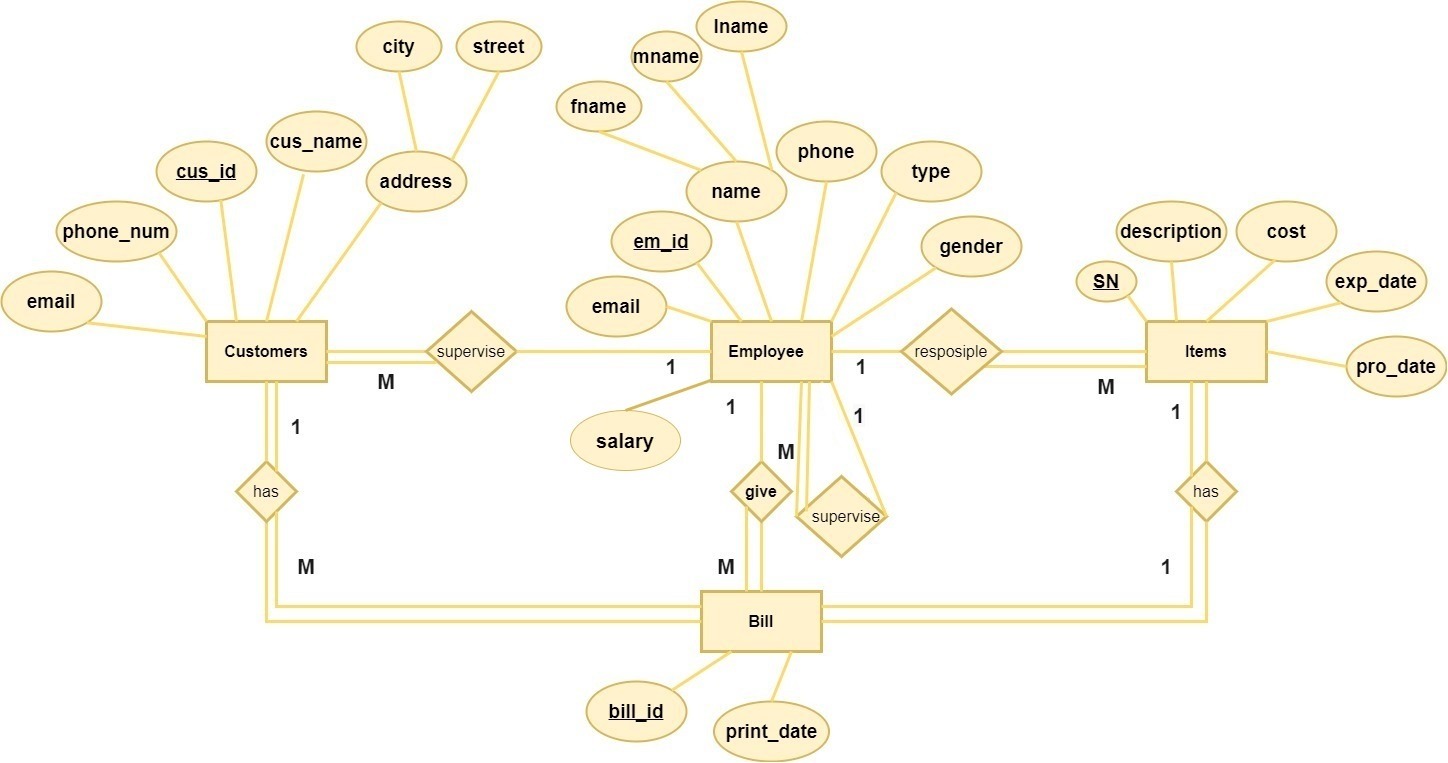 lname
city
street
mname
fname
cus_name
phone
cus_id
address
name
type
phone_num
em_id
gender
description
cost
email
email
SN
exp_date
Customers
supervise
Employee
resposiple
Items
pro_date
M
1
1
M
1
1
1
1
salary
M
has
give
supervise
has
M
M
1
Bill
bill_id
print_date